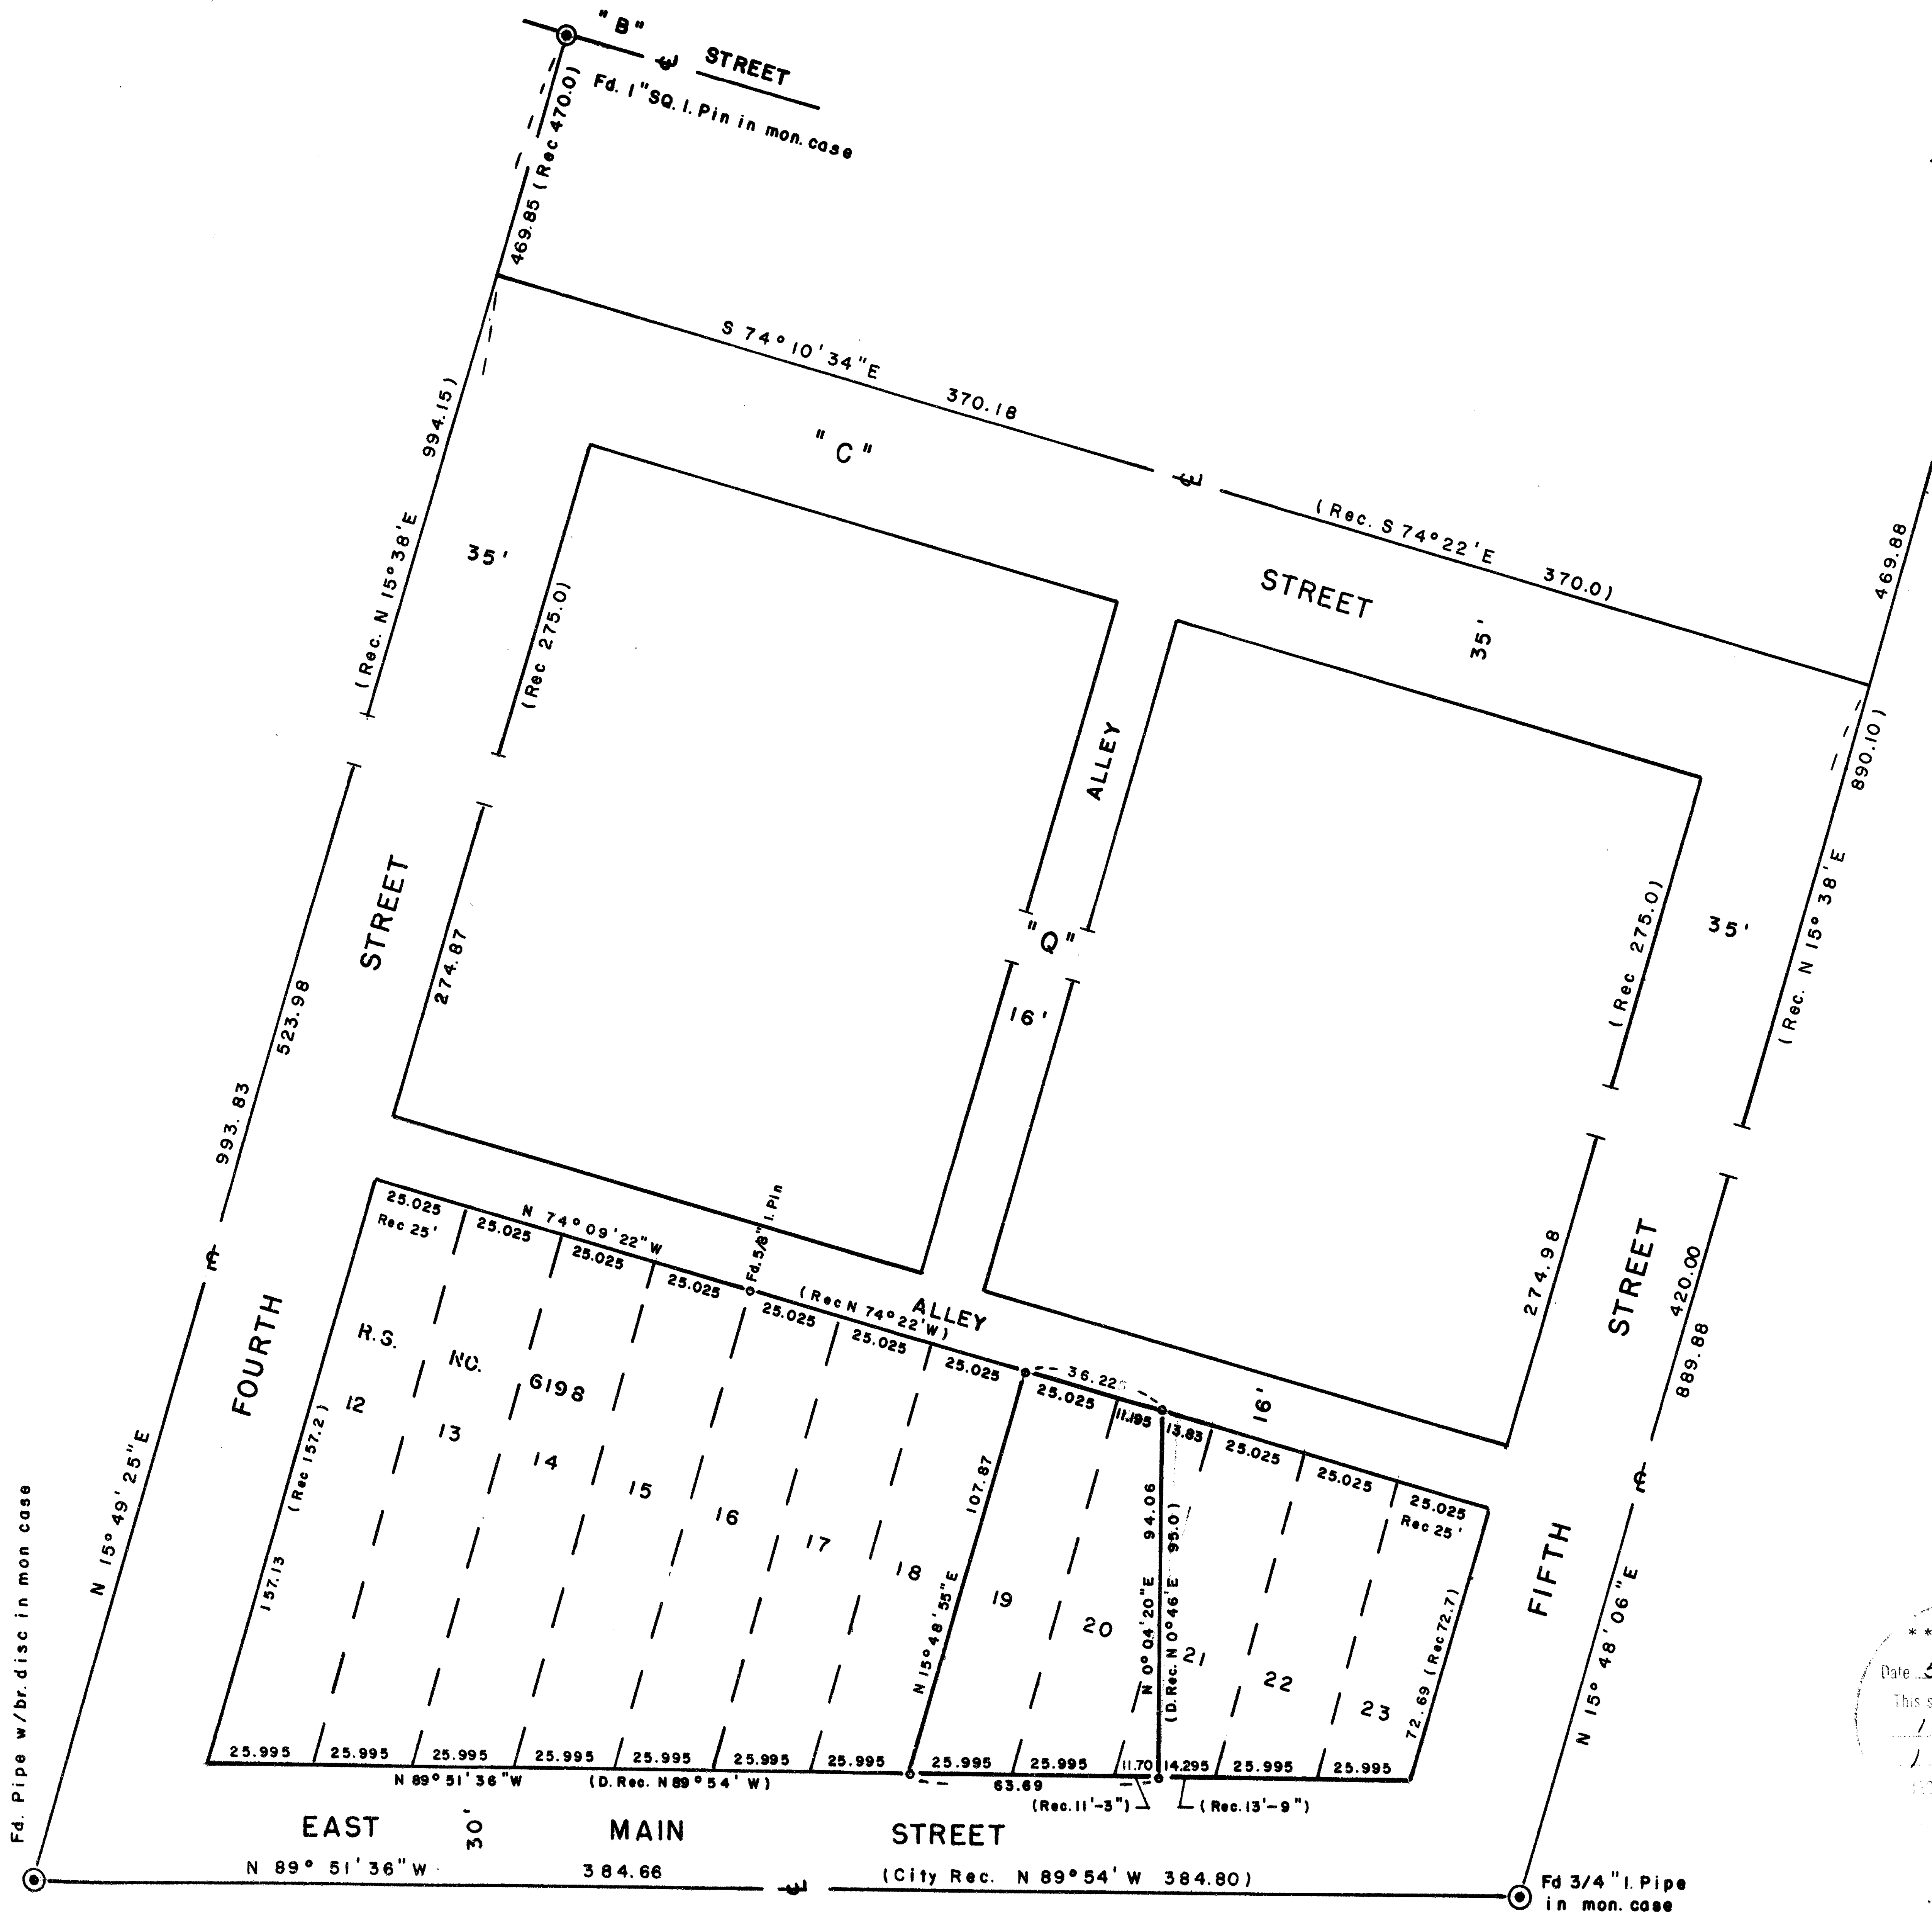 "B"
STREET
Fd. 1" SQ. I. Pin in mon. case
469.85 (Rec 470.0)
S 74°10'34"E 370.18
(Rec. S 74°22'E 370.0)
"C"
STREET
35'
(Rec. N 15°38'E 994.15)
35'
(Rec 275.0)
274.87
ALLEY
"Q"
16'
469.88
(Rec. N 15°38'E 890.10)
35'
(Rec 275.0)
274.98
FOURTH STREET
993.83
523.98
N 15°49'25"E
FIFTH STREET
420.00
889.88
N 15°48'06"E
N 74°09'22"W
(Rec N 74°22'W)
ALLEY
16'
Fd. 5/8" I. Pin
25.025 25.025 25.025 25.025 25.025 25.025 25.025 25.025 11.195 13.83 25.025 25.025 25.025
Rec 25'
Rec 25'
36.225
R.S. NO. 6198
12 13 14 15 16 17 18 19 20 21 22 23
(Rec 157.2)
157.13
107.87
N 15°48'55"E
94.06
N 0°04'20"E
(D. Rec. N 0°46'E 95.0')
72.69 (Rec 72.7)
25.995 25.995 25.995 25.995 25.995 25.995 25.995 25.995 25.995 11.70 14.295 25.995 25.995
N 89°51'36"W (D. Rec. N 89°54' W)
63.69
(Rec. 11'-3")
(Rec. 13'-9")
EAST MAIN STREET
30'
N 89° 51' 36" W 384.66 (City Rec. N 89°54' W 384.80)
Fd. Pipe w/br. disc in mon case
Fd 3/4" I. Pipe
in mon. case
Date
This